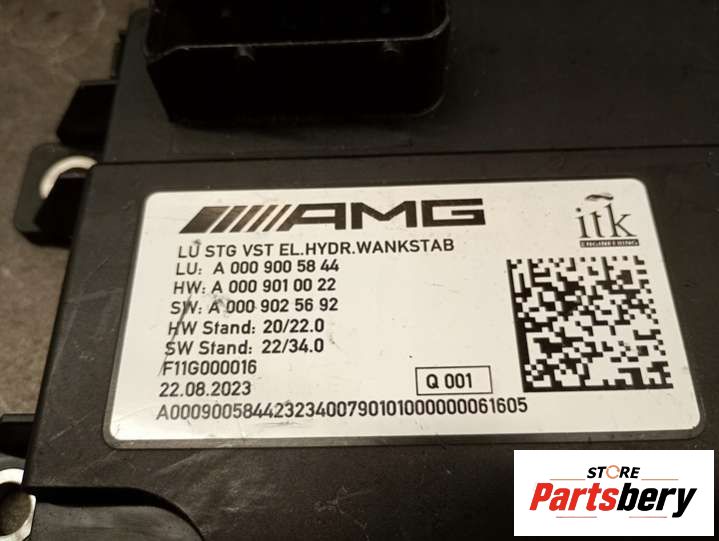 AMG
itk
ENGINEERING
LU STG VST EL.HYDR.WANKSTAB
LU: A 000 900 58 44
HW: A 000 901 00 22
SW: A 000 902 56 92
HW Stand: 20/22.0
SW Stand: 22/34.0
F11G000016
22.08.2023
Q 001
A00090058442323400790101000000061605
STORE
Partsbery